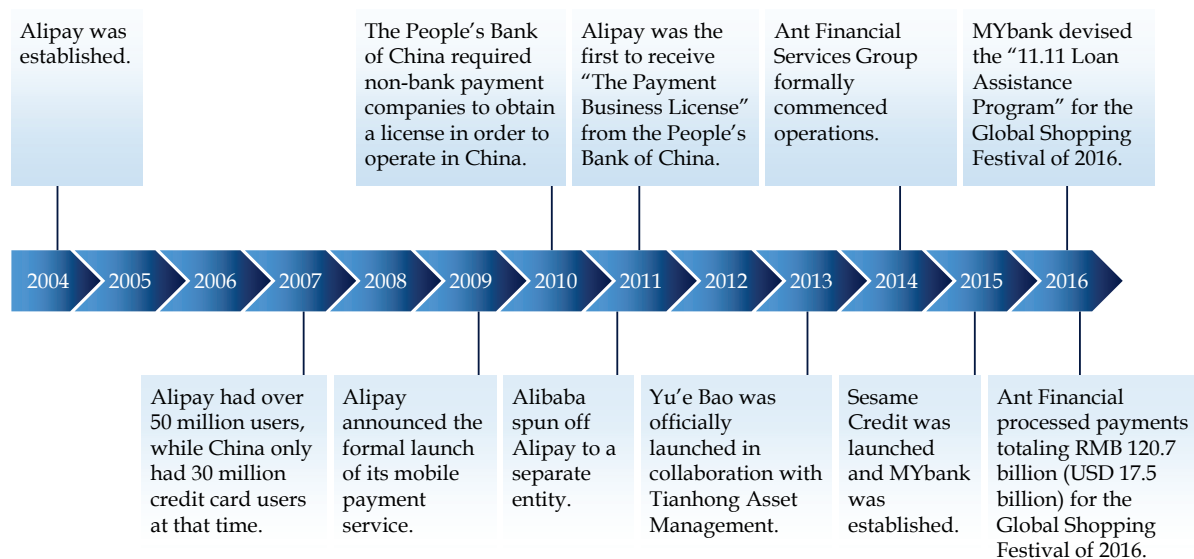 Alipay was
established.
The People’s Bank
of China required
non-bank payment
companies to obtain
a license in order to
operate in China.
Alipay was the
first to receive
“The Payment
Business License”
from the People’s
Bank of China.
Ant Financial
Services Group
formally
commenced
operations.
MYbank devised
the “11.11 Loan
Assistance
Program” for the
Global Shopping
Festival of 2016.
2004
2005
2006
2007
2008
2009
2010
2011
2012
2013
2014
2015
2016
Alipay had over
50 million users,
while China only
had 30 million
credit card users
at that time.
Alipay
announced the
formal launch
of its mobile
payment
service.
Alibaba
spun off
Alipay to a
separate
entity.
Yu’e Bao was
officially
launched in
collaboration with
Tianhong Asset
Management.
Sesame
Credit was
launched
and MYbank
was
established.
Ant Financial
processed payments
totaling RMB 120.7
billion (USD 17.5
billion) for the
Global Shopping
Festival of 2016.